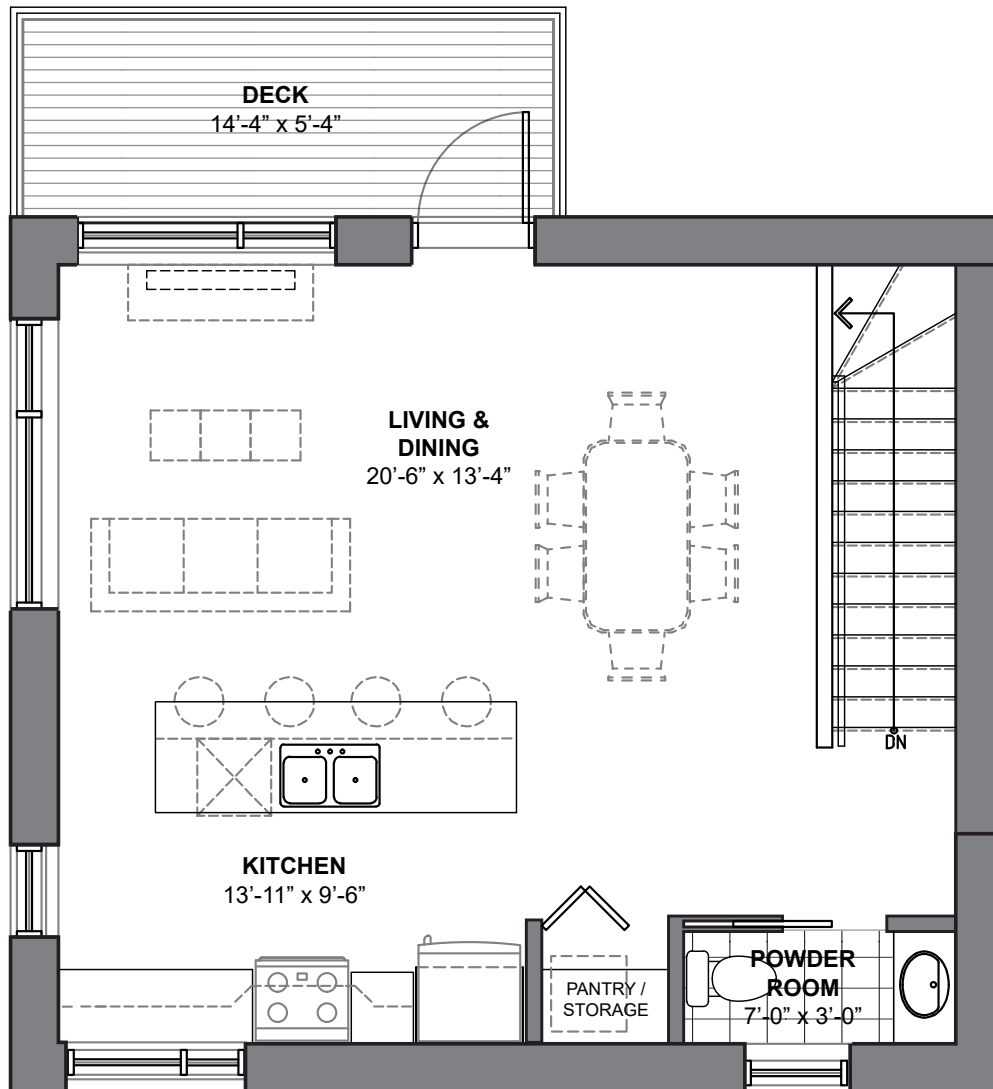 DECK
14’-4” x 5’-4”
LIVING &
DINING
20’-6” x 13’-4”
DN
KITCHEN
13’-11” x 9’-6”
PANTRY /
STORAGE
POWDER
ROOM
7’-0” x 3’-0”